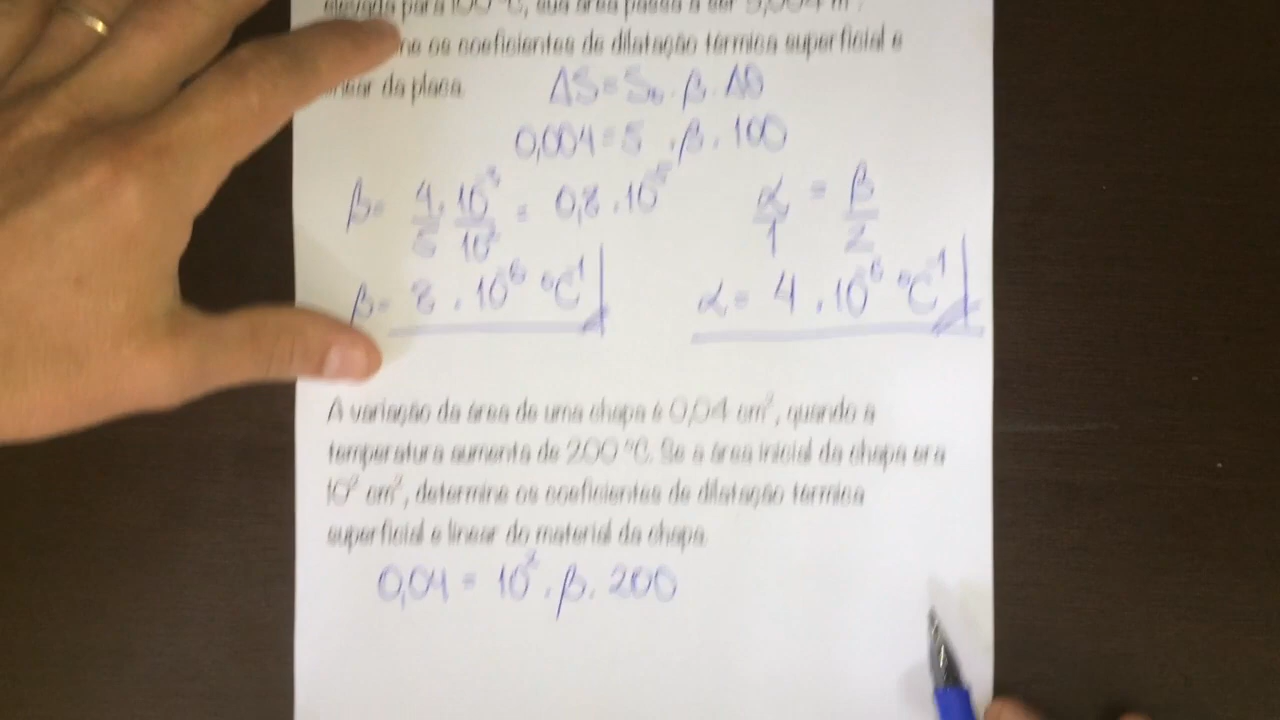 elevada para 100 °C, sua área passa a ser 5,004 m².
os coeficientes de dilatação térmica superficial e
linear da placa.
ΔS = S₀ . β . Δθ
0,004 = 5 . β . 100
β = 4/5 . 10⁻³/10² = 0,8 . 10⁻⁵
α/1 = β/2
β = 8 . 10⁻⁶ °C⁻¹
α = 4 . 10⁻⁶ °C⁻¹
A variação da área de uma chapa é 0,04 cm², quando a
temperatura aumenta de 200 °C. Se a área inicial da chapa era
10² cm², determine os coeficientes de dilatação térmica
superficial e linear do material da chapa.
0,04 = 10² . β . 200